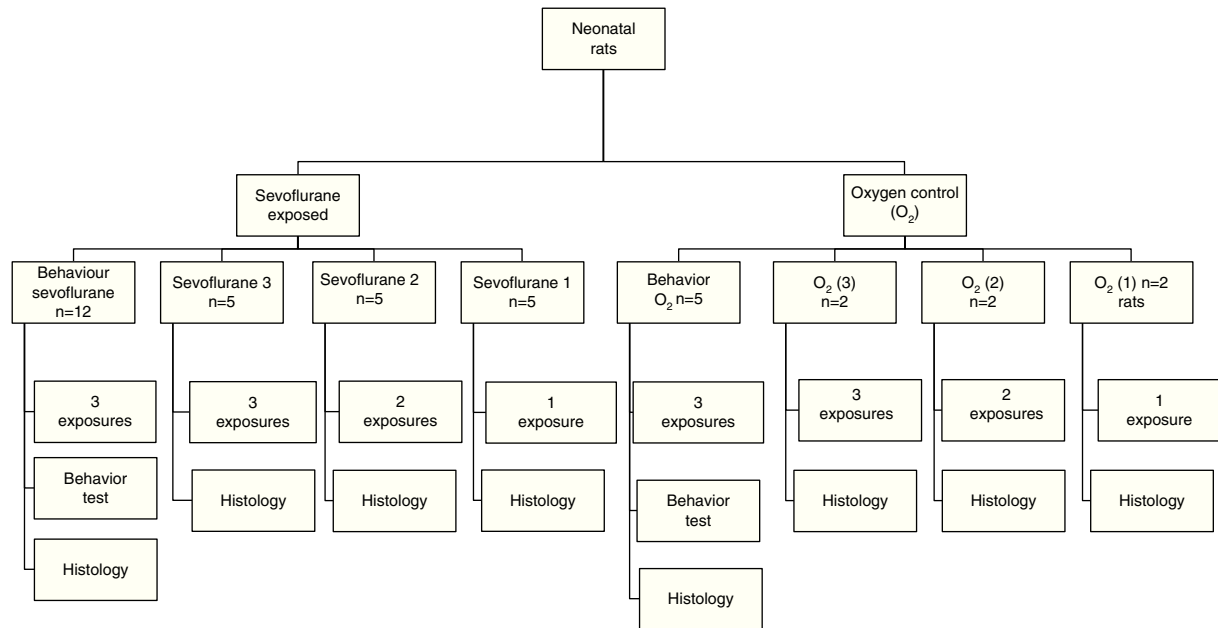 Neonatal
rats
Sevoflurane
exposed
Oxygen control
(O₂)
Behaviour
sevoflurane
n=12
Sevoflurane 3
n=5
Sevoflurane 2
n=5
Sevoflurane 1
n=5
Behavior
O₂ n=5
O₂ (3)
n=2
O₂ (2)
n=2
O₂ (1) n=2
rats
3
exposures
3
exposures
2
exposures
1
exposure
3
exposures
3
exposures
2
exposures
1
exposure
Behavior
test
Histology
Histology
Histology
Behavior
test
Histology
Histology
Histology
Histology
Histology